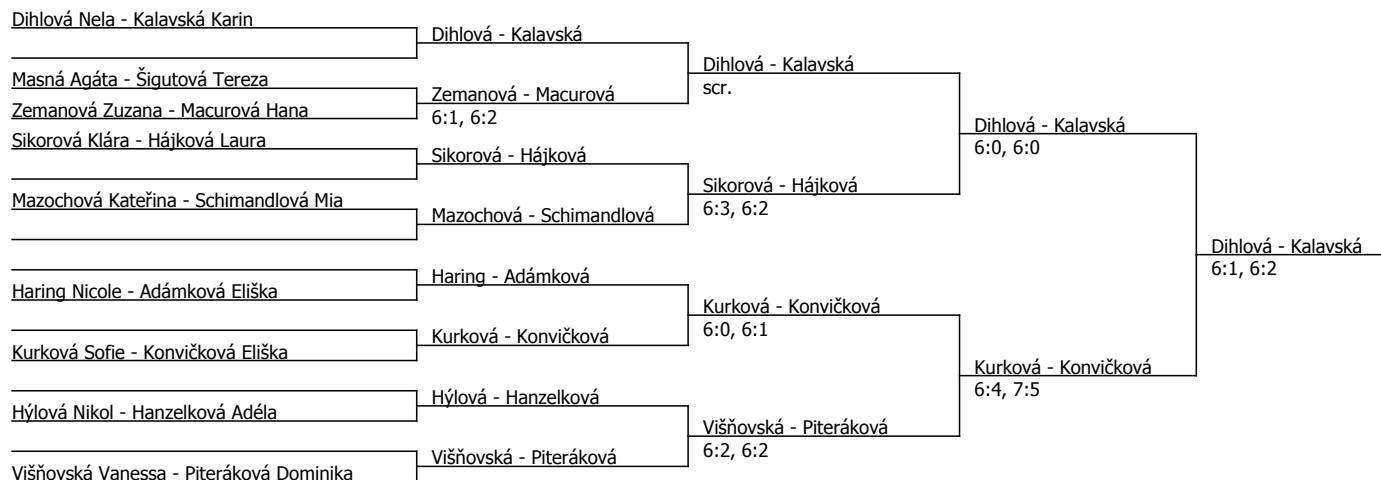 Dihlová Nela - Kalavská Karin
Masná Agáta - Šigutová Tereza
Zemanová Zuzana - Macurová Hana
Sikorová Klára - Hájková Laura
Mazochová Kateřina - Schimandlová Mia
Haring Nicole - Adámková Eliška
Kurková Sofie - Konvičková Eliška
Hýlová Nikol - Hanzelková Adéla
Višňovská Vanessa - Piteráková Dominika
Dihlová - Kalavská
Zemanová - Macurová
6:1, 6:2
Sikorová - Hájková
Mazochová - Schimandlová
Haring - Adámková
Kurková - Konvičková
Hýlová - Hanzelková
Višňovská - Piteráková
Dihlová - Kalavská
scr.
Sikorová - Hájková
6:3, 6:2
Kurková - Konvičková
6:0, 6:1
Višňovská - Piteráková
6:2, 6:2
Dihlová - Kalavská
6:0, 6:0
Kurková - Konvičková
6:4, 7:5
Dihlová - Kalavská
6:1, 6:2